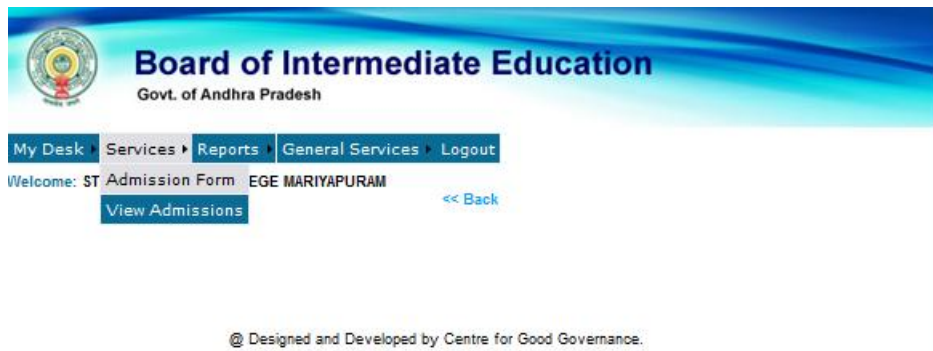 Board of Intermediate Education
Govt. of Andhra Pradesh
My Desk Services Reports General Services Logout
Welcome: ST Admission Form EGE MARIYAPURAM
<< Back
View Admissions
@ Designed and Developed by Centre for Good Governance.